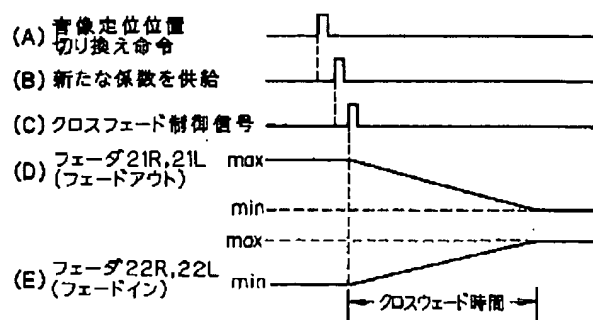 (A) 音像定位位置
切り換え命令
(B) 新たな係数を供給
(C) クロスフェード制御信号
(D) フェーダ21R,21L
(フェードアウト)
max
min
max
(E) フェーダ22R,22L
(フェードイン)
min
クロスウェード時間